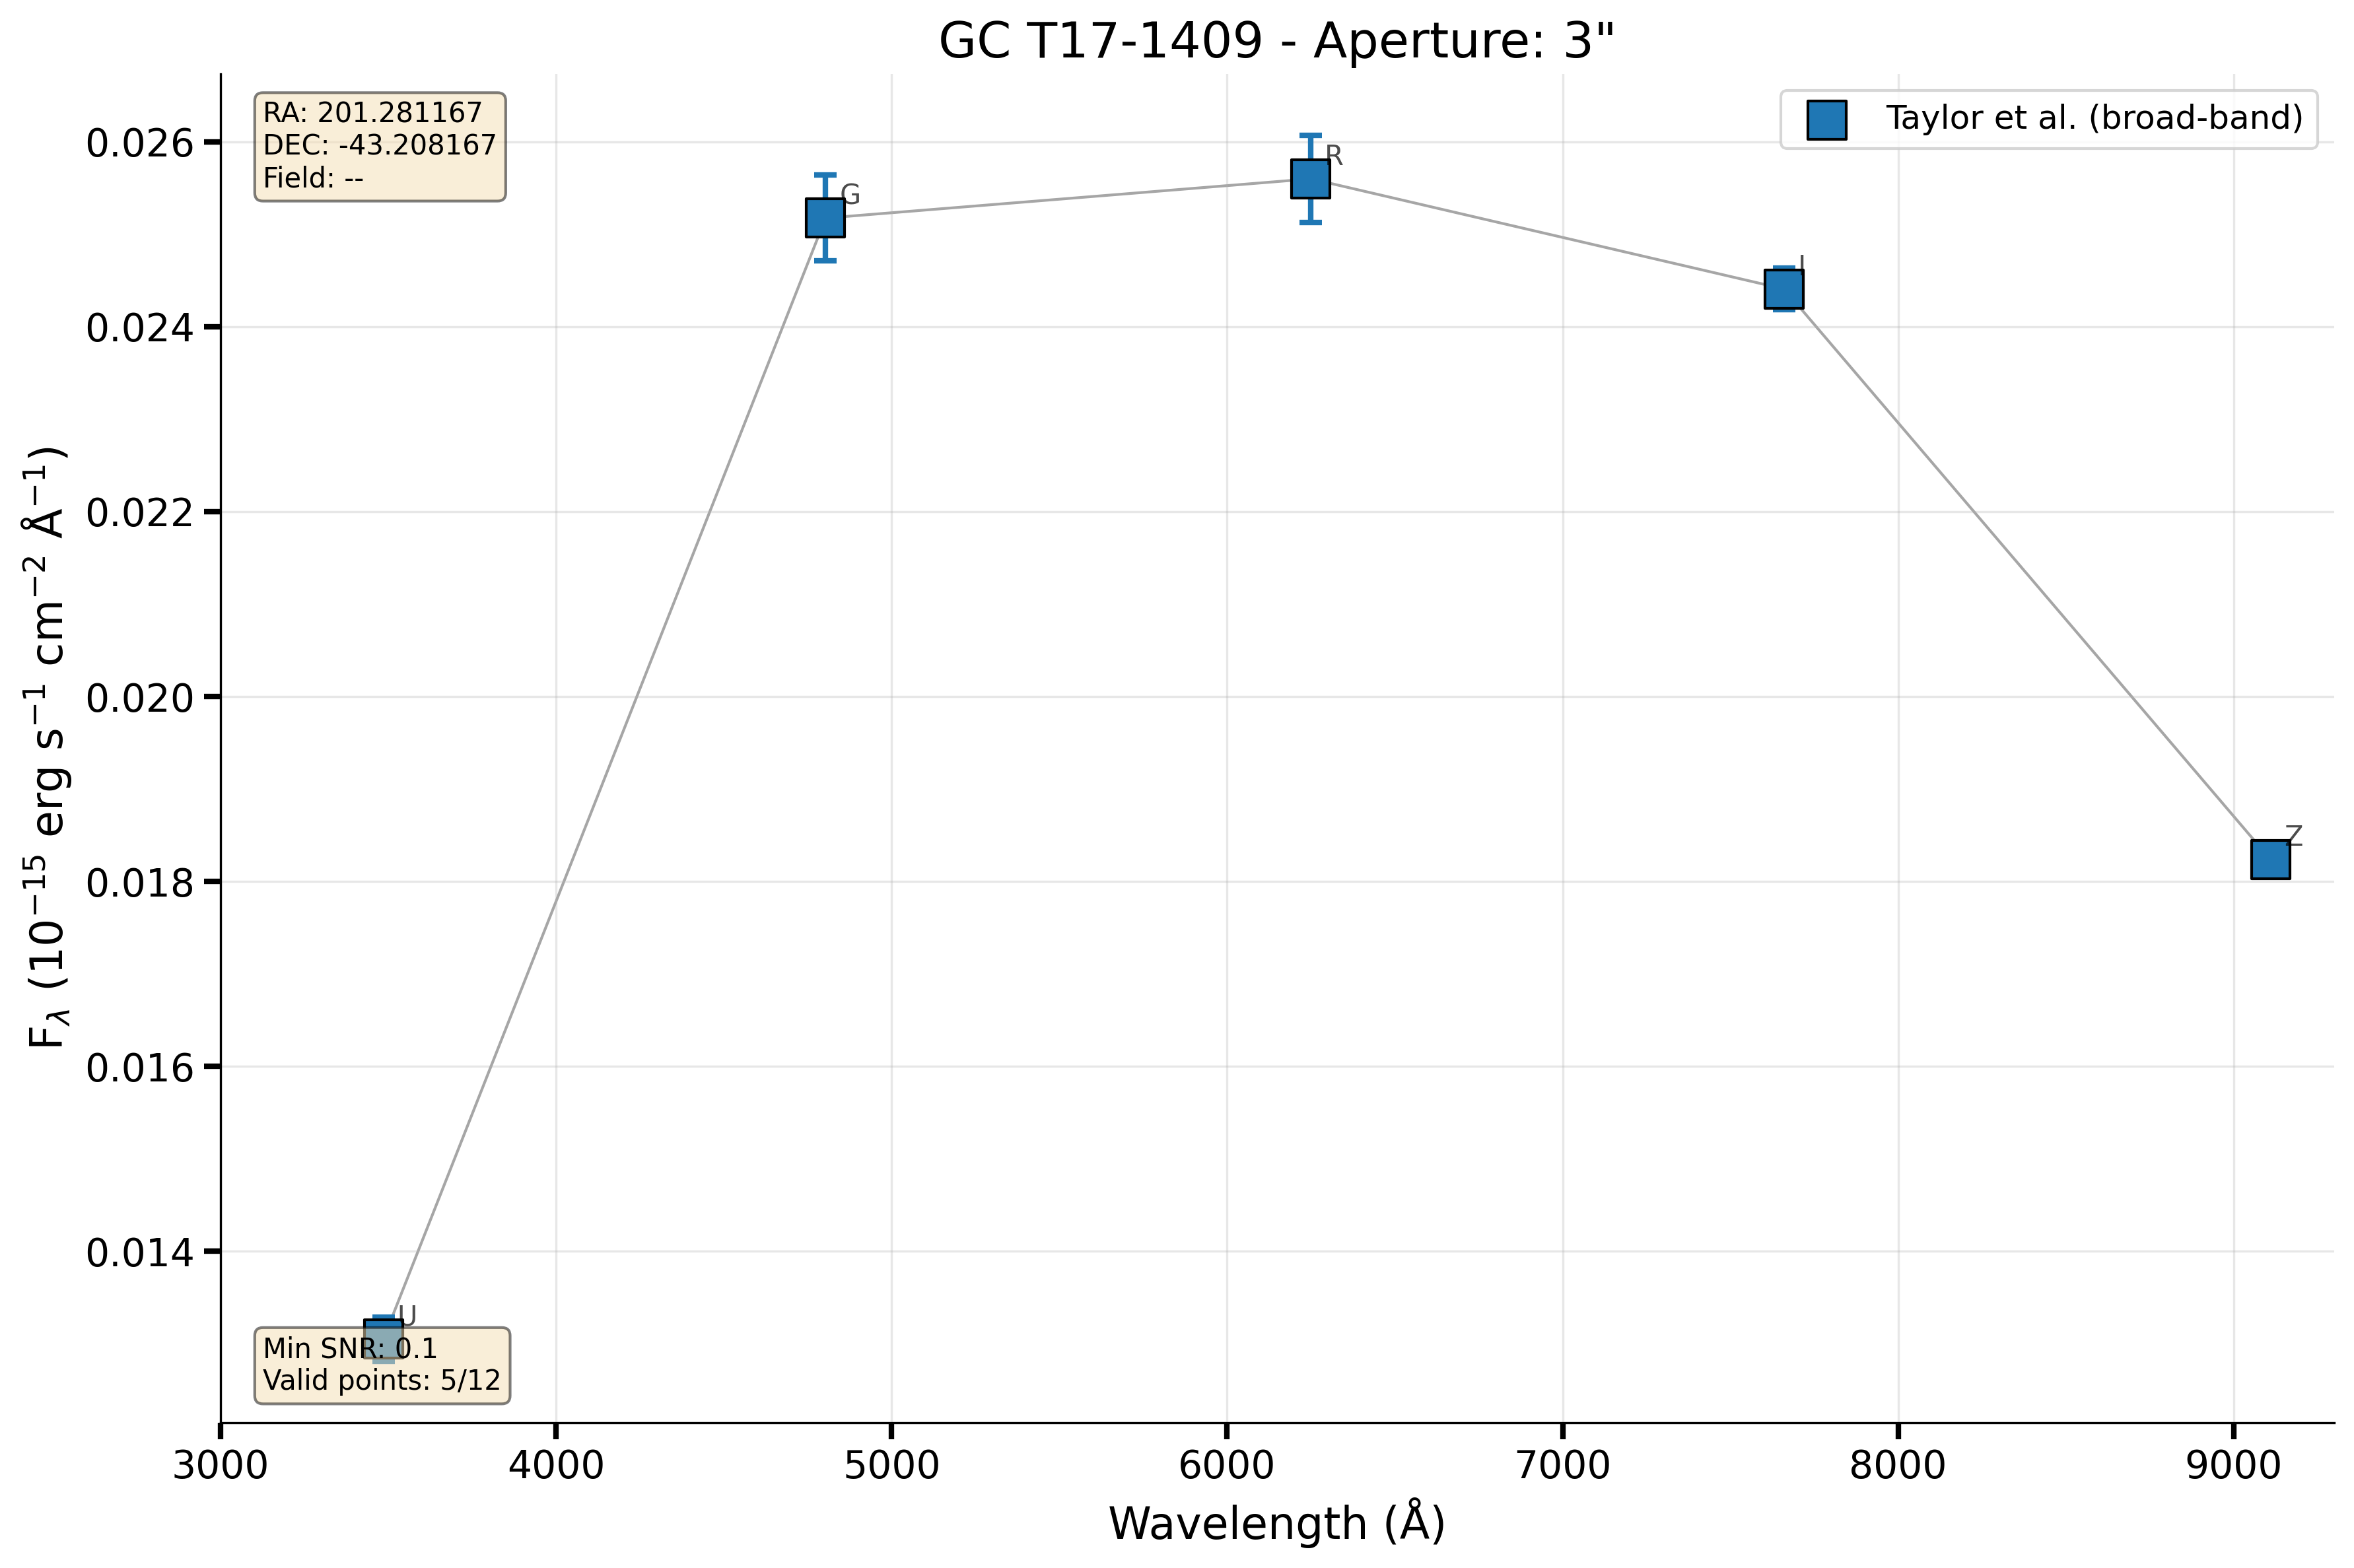 GC T17-1409 - Aperture: 3"
RA: 201.281167
DEC: -43.208167
Field: --
Taylor et al. (broad-band)
G
R
I
Z
U
Min SNR: 0.1
Valid points: 5/12
0.026
0.024
0.022
0.020
0.018
0.016
0.014
F_λ (10⁻¹⁵ erg s⁻¹ cm⁻² Å⁻¹)
3000 4000 5000 6000 7000 8000 9000
Wavelength (Å)